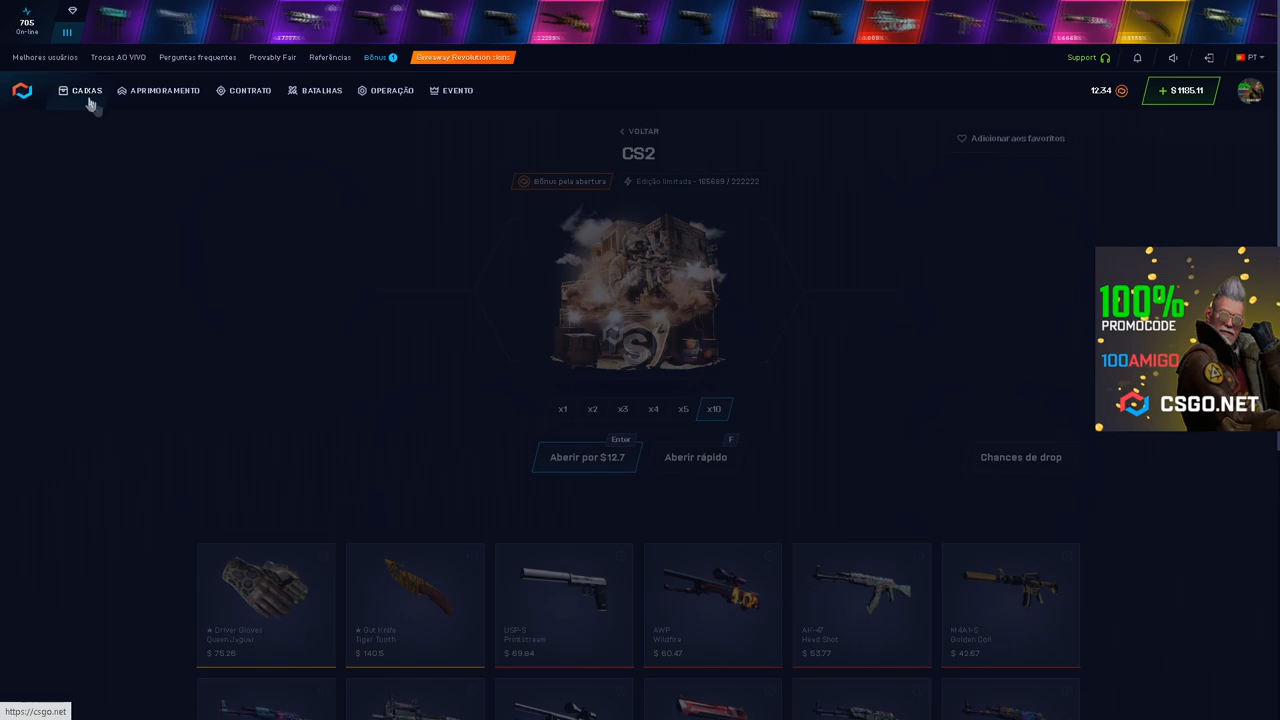 705
On-line
Melhores usuários
Trocas AO VIVO
Perguntas frequentes
Provably Fair
Referências
Bônus
Giveaway Revolution skins
Support
PT
CAIXAS
APRIMORAMENTO
CONTRATO
BATALHAS
OPERAÇÃO
EVENTO
12.34
+ $ 1185.11
VOLTAR
CS2
Adicionar aos favoritos
Bônus pela abertura
Edição limitada - 165689 / 222222
100%
PROMOCODE
100AMIGO
CSGO.NET
x1
x2
x3
x4
x5
x10
Enter
F
Abrir por $12.7
Aberir rápido
Chances de drop
★ Driver Gloves
Queen Jaguar
$ 75.26
★ Gut Knife
Tiger Tooth
$ 140.5
USP-S
Printstream
$ 69.84
AWP
Wildfire
$ 60.47
AK-47
Head Shot
$ 53.77
M4A1-S
Golden Coil
$ 42.67
https://csgo.net